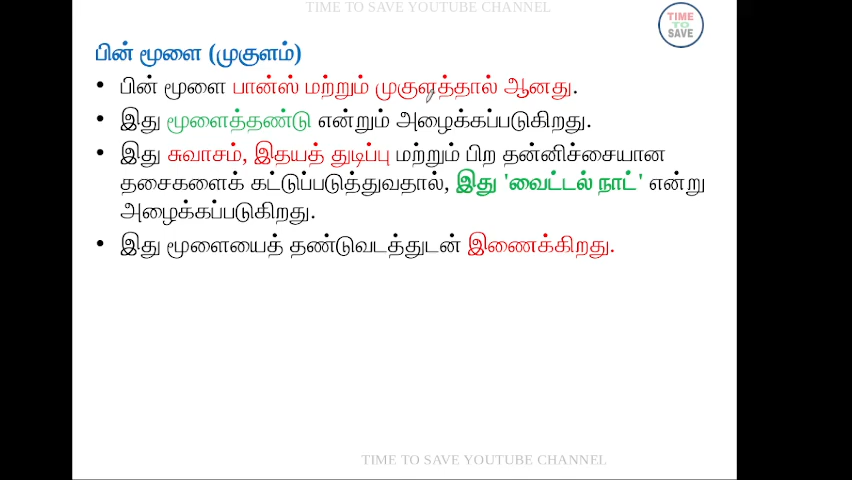 TIME TO SAVE YOUTUBE CHANNEL
TIME
TO
SAVE
பின் மூளை (முகுளம்)
• பின் மூளை பான்ஸ் மற்றும் முகுளத்தால் ஆனது.
• இது மூளைத்தண்டு என்றும் அழைக்கப்படுகிறது.
• இது சுவாசம், இதயத் துடிப்பு மற்றும் பிற தன்னிச்சையான
தசைகளைக் கட்டுப்படுத்துவதால், இது 'வைட்டல் நாட்' என்று
அழைக்கப்படுகிறது.
• இது மூளையைத் தண்டுவடத்துடன் இணைக்கிறது.
TIME TO SAVE YOUTUBE CHANNEL